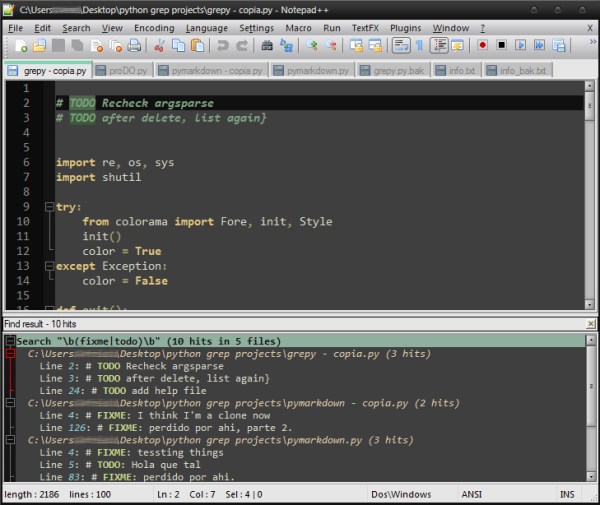 C:\Users\ \Desktop\python grep projects\grepy - copia.py - Notepad++
File Edit Search View Encoding Language Settings Macro Run TextFX Plugins Window ? X
grepy - copia.py proDO.py pymarkdown - copia.py pymarkdown.py grepy.py.bak info.txt info_bak.txt
1
2 # TODO Recheck argsparse
3 # TODO after delete, list again}
4
5
6 import re, os, sys
7 import shutil
8
9 try:
10 from colorama import Fore, init, Style
11 init()
12 color = True
13 except Exception:
14 color = False
15
16 def exit():
Find result - 10 hits
Search "\b(fixme|todo)\b" (10 hits in 5 files)
C:\Users\ \Desktop\python grep projects\grepy - copia.py (3 hits)
Line 2: # TODO Recheck argsparse
Line 3: # TODO after delete, list again}
Line 24: # TODO add help file
C:\Users\ \Desktop\python grep projects\pymarkdown - copia.py (2 hits)
Line 4: # FIXME: I think I'm a clone now
Line 126: # FIXME: perdido por ahi, parte 2.
C:\Users\ \Desktop\python grep projects\pymarkdown.py (3 hits)
Line 4: # FIXME: tessting things
Line 5: # TODO: Hola que tal
Line 83: # FIXME: perdido por ahi.
length : 2186 lines : 100 Ln : 2 Col : 7 Sel : 4 | 0 Dos\Windows ANSI INS